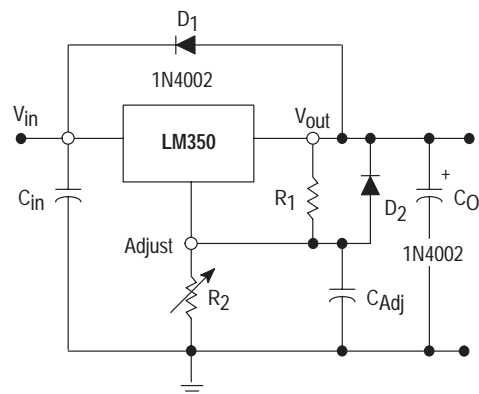 D1
1N4002
Vin
LM350
Vout
Cin
R1
D2
+
CO
1N4002
Adjust
R2
CAdj